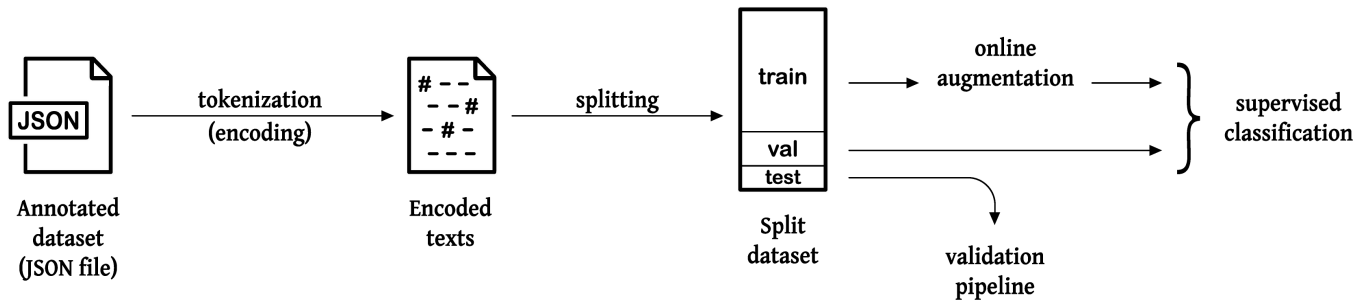 JSON
Annotated
dataset
(JSON file)
tokenization
(encoding)
# - -
- - #
- # -
- - -
Encoded
texts
splitting
train
val
test
Split
dataset
online
augmentation
validation
pipeline
supervised
classification